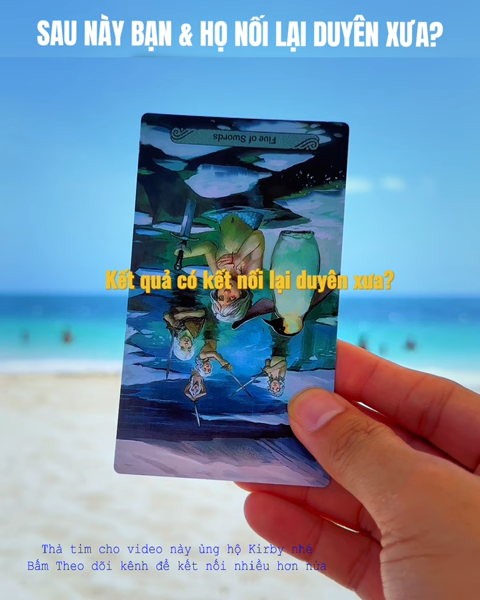 SAU NÀY BẠN & HỌ NỐI LẠI DUYÊN XƯA?
Five of Swords
Kết quả có kết nối lại duyên xưa?
Thả tim cho video này ủng hộ Kirby nhé
Bấm Theo dõi kênh để kết nối nhiều hơn nữa